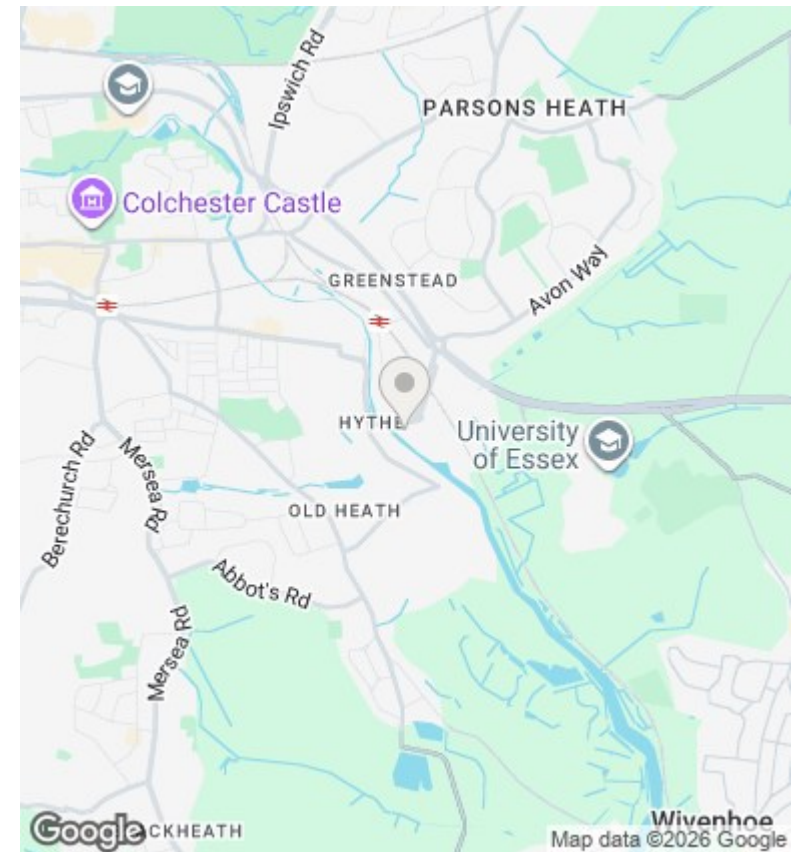 Ipswich Rd
PARSONS HEATH
Colchester Castle
GREENSTEAD
Avon Way
HYTHE
University
of Essex
Berechurch Rd
Mersea Rd
OLD HEATH
Abbot's Rd
Mersea Rd
Wivenhoe
Google
ACKHEATH
Map data ©2026 Google